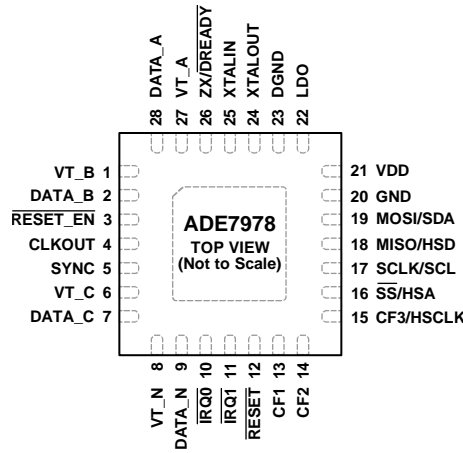 28 DATA_A
27 VT_A
26 ZX/DREADY
25 XTALIN
24 XTALOUT
23 DGND
22 LDO
VT_B 1
DATA_B 2
RESET_EN 3
CLKOUT 4
SYNC 5
VT_C 6
DATA_C 7
ADE7978
TOP VIEW
(Not to Scale)
21 VDD
20 GND
19 MOSI/SDA
18 MISO/HSD
17 SCLK/SCL
16 SS/HSA
15 CF3/HSCLK
VT_N 8
DATA_N 9
IRQ0 10
IRQ1 11
RESET 12
CF1 13
CF2 14